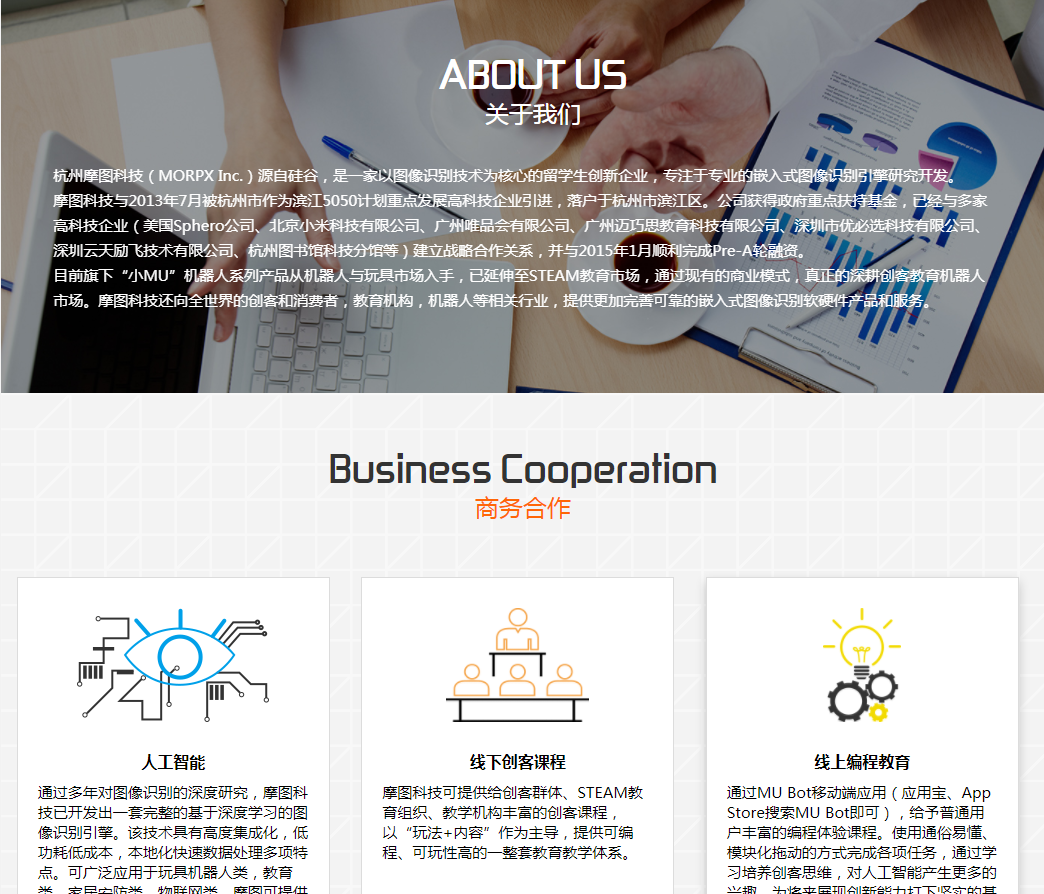 ABOUT US
关于我们
杭州摩图科技（MORPX Inc.）源自硅谷，是一家以图像识别技术为核心的留学生创新企业，专注于专业的嵌入式图像识别引擎研究开发。
摩图科技与2013年7月被杭州市作为滨江5050计划重点发展高科技企业引进，落户于杭州市滨江区。公司获得政府重点扶持基金，已经与多家
高科技企业（美国Sphero公司、北京小米科技有限公司、广州唯品会有限公司、广州迈巧思教育科技有限公司、深圳市优必选科技有限公司、
深圳云天励飞技术有限公司、杭州图书馆科技分馆等）建立战略合作关系，并与2015年1月顺利完成Pre-A轮融资。
目前旗下“小MU”机器人系列产品从机器人与玩具市场入手，已延伸至STEAM教育市场，通过现有的商业模式，真正的深耕创客教育机器人
市场。摩图科技还向全世界的创客和消费者，教育机构，机器人等相关行业，提供更加完善可靠的嵌入式图像识别软硬件产品和服务。
Business Cooperation
商务合作
人工智能
通过多年对图像识别的深度研究，摩图科
技已开发出一套完整的基于深度学习的图
像识别引擎。该技术具有高度集成化，低
功耗低成本，本地化快速数据处理多项特
点。可广泛应用于玩具机器人类，教育
类，家居安防类，物联网类。摩图可提供
线下创客课程
摩图科技可提供给创客群体、STEAM教
育组织、教学机构丰富的创客课程，
以“玩法+内容”作为主导，提供可编
程、可玩性高的一整套教育教学体系。
线上编程教育
通过MU Bot移动端应用（应用宝、App
Store搜索MU Bot即可），给予普通用
户丰富的编程体验课程。使用通俗易懂、
模块化拖动的方式完成各项任务，通过学
习培养创客思维，对人工智能产生更多的
兴趣，为将来展现创新能力打下坚实的基